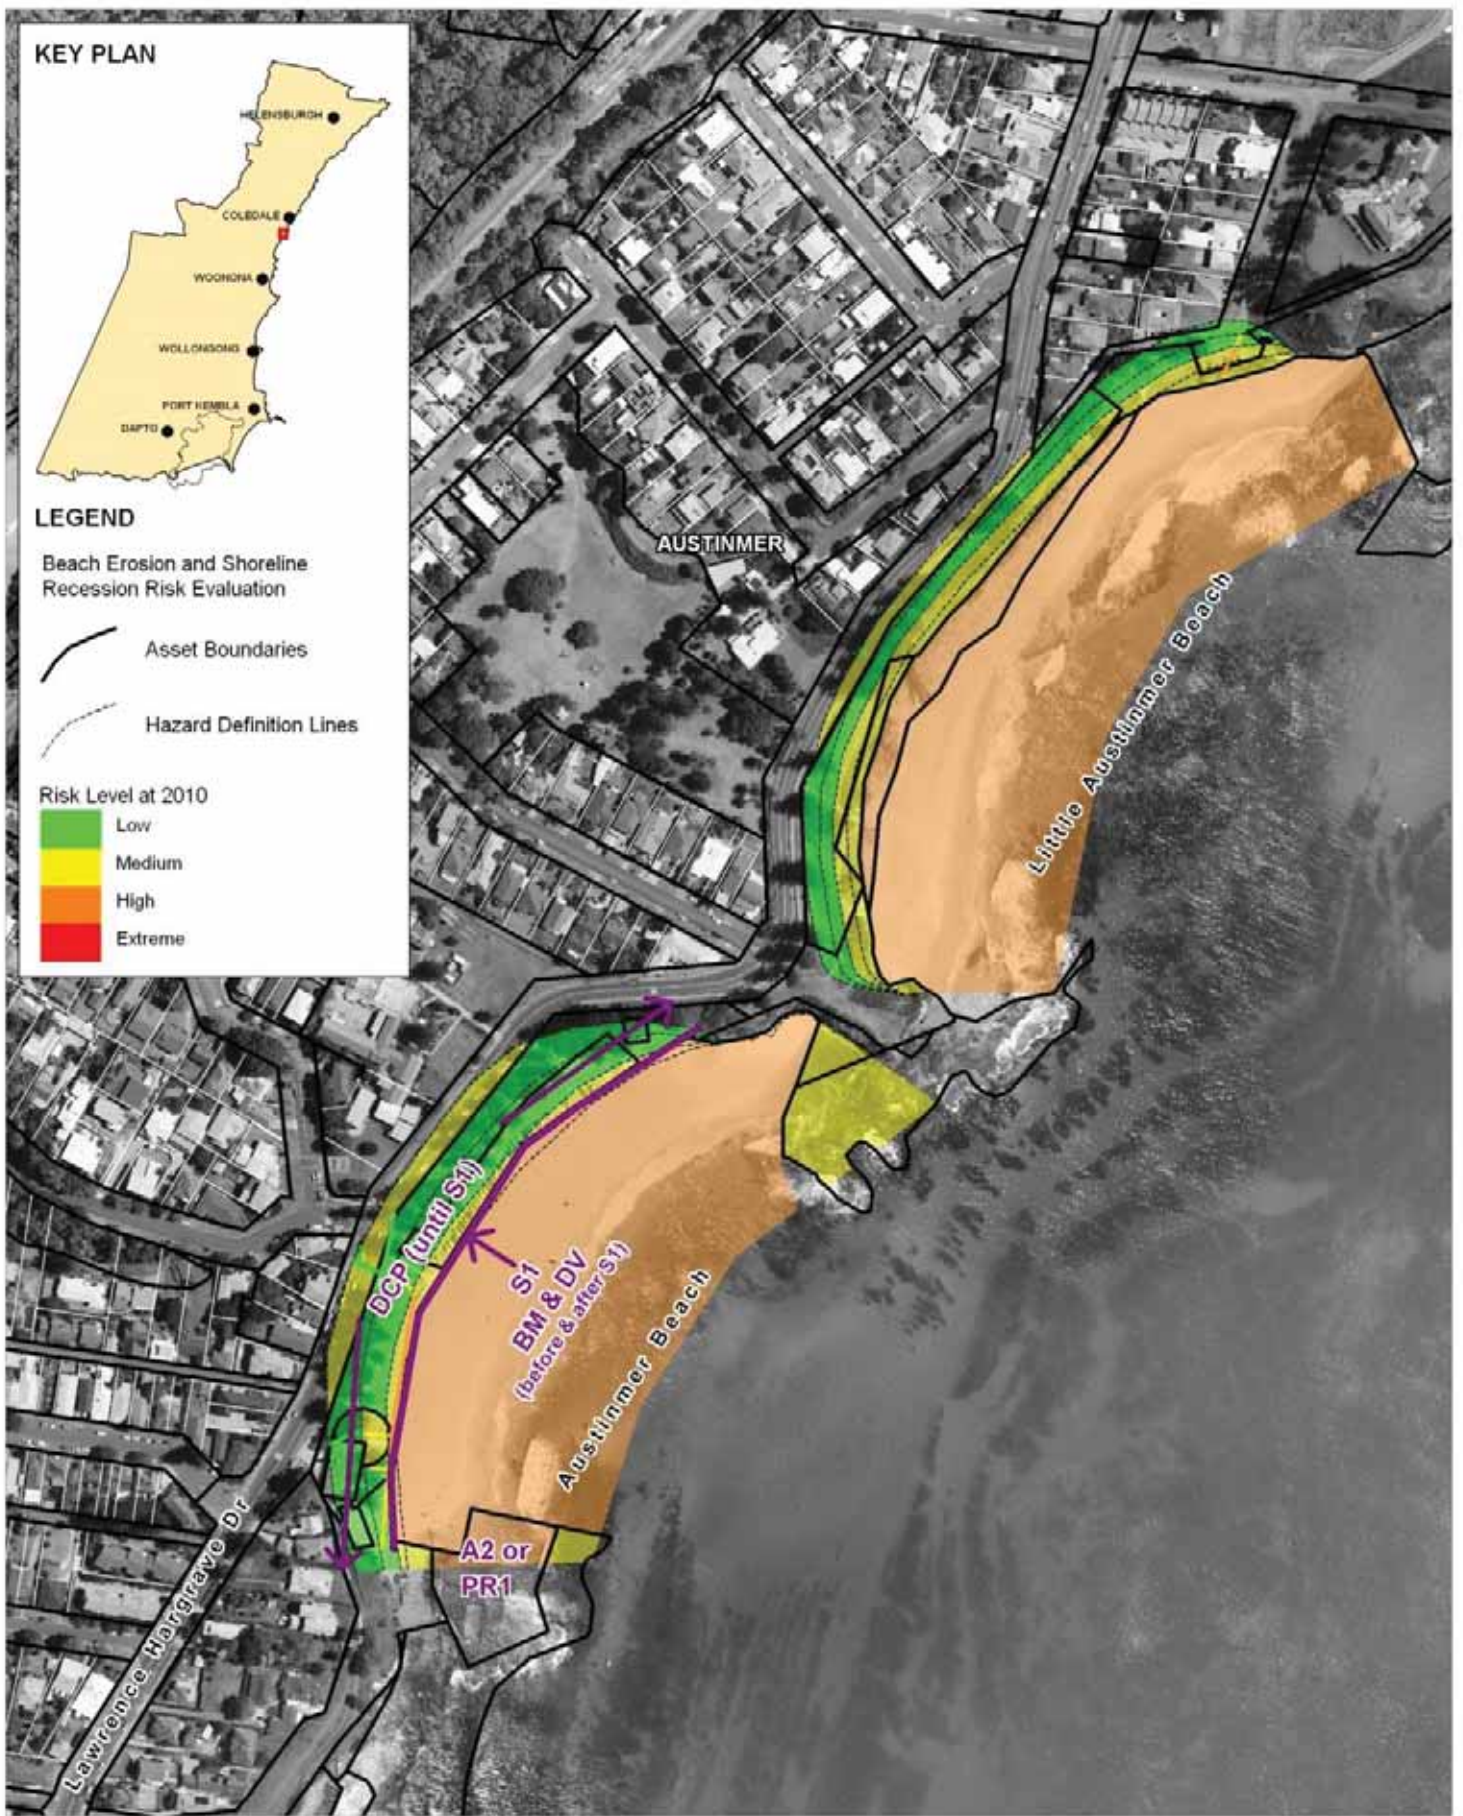 KEY PLAN
HELENSBURGH
COLEDALE
WOONONA
WOLLONGONG
PORT KEMBLA
DAPTO
LEGEND
Beach Erosion and Shoreline
Recession Risk Evaluation
Asset Boundaries
Hazard Definition Lines
Risk Level at 2010
Low
Medium
High
Extreme
AUSTINMER
Little Austinmer Beach
DCP (until S1)
S1
BM & DV
(before & after S1)
Austinmer Beach
A2 or
PR1
Lawrence Hargrave Dr